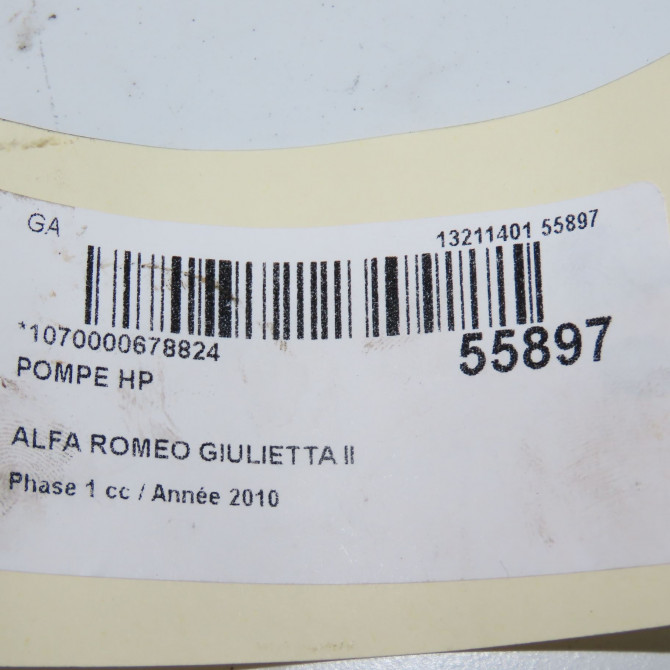 GA
13211401 55897
*1070000678824
55897
POMPE HP
ALFA ROMEO GIULIETTA II
Phase 1 cc / Année 2010